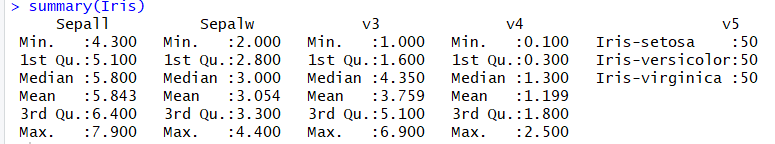 > summary(Iris)
Sepall Sepalw v3 v4 v5
Min. :4.300 Min. :2.000 Min. :1.000 Min. :0.100 Iris-setosa :50
1st Qu.:5.100 1st Qu.:2.800 1st Qu.:1.600 1st Qu.:0.300 Iris-versicolor:50
Median :5.800 Median :3.000 Median :4.350 Median :1.300 Iris-virginica :50
Mean :5.843 Mean :3.054 Mean :3.759 Mean :1.199
3rd Qu.:6.400 3rd Qu.:3.300 3rd Qu.:5.100 3rd Qu.:1.800
Max. :7.900 Max. :4.400 Max. :6.900 Max. :2.500